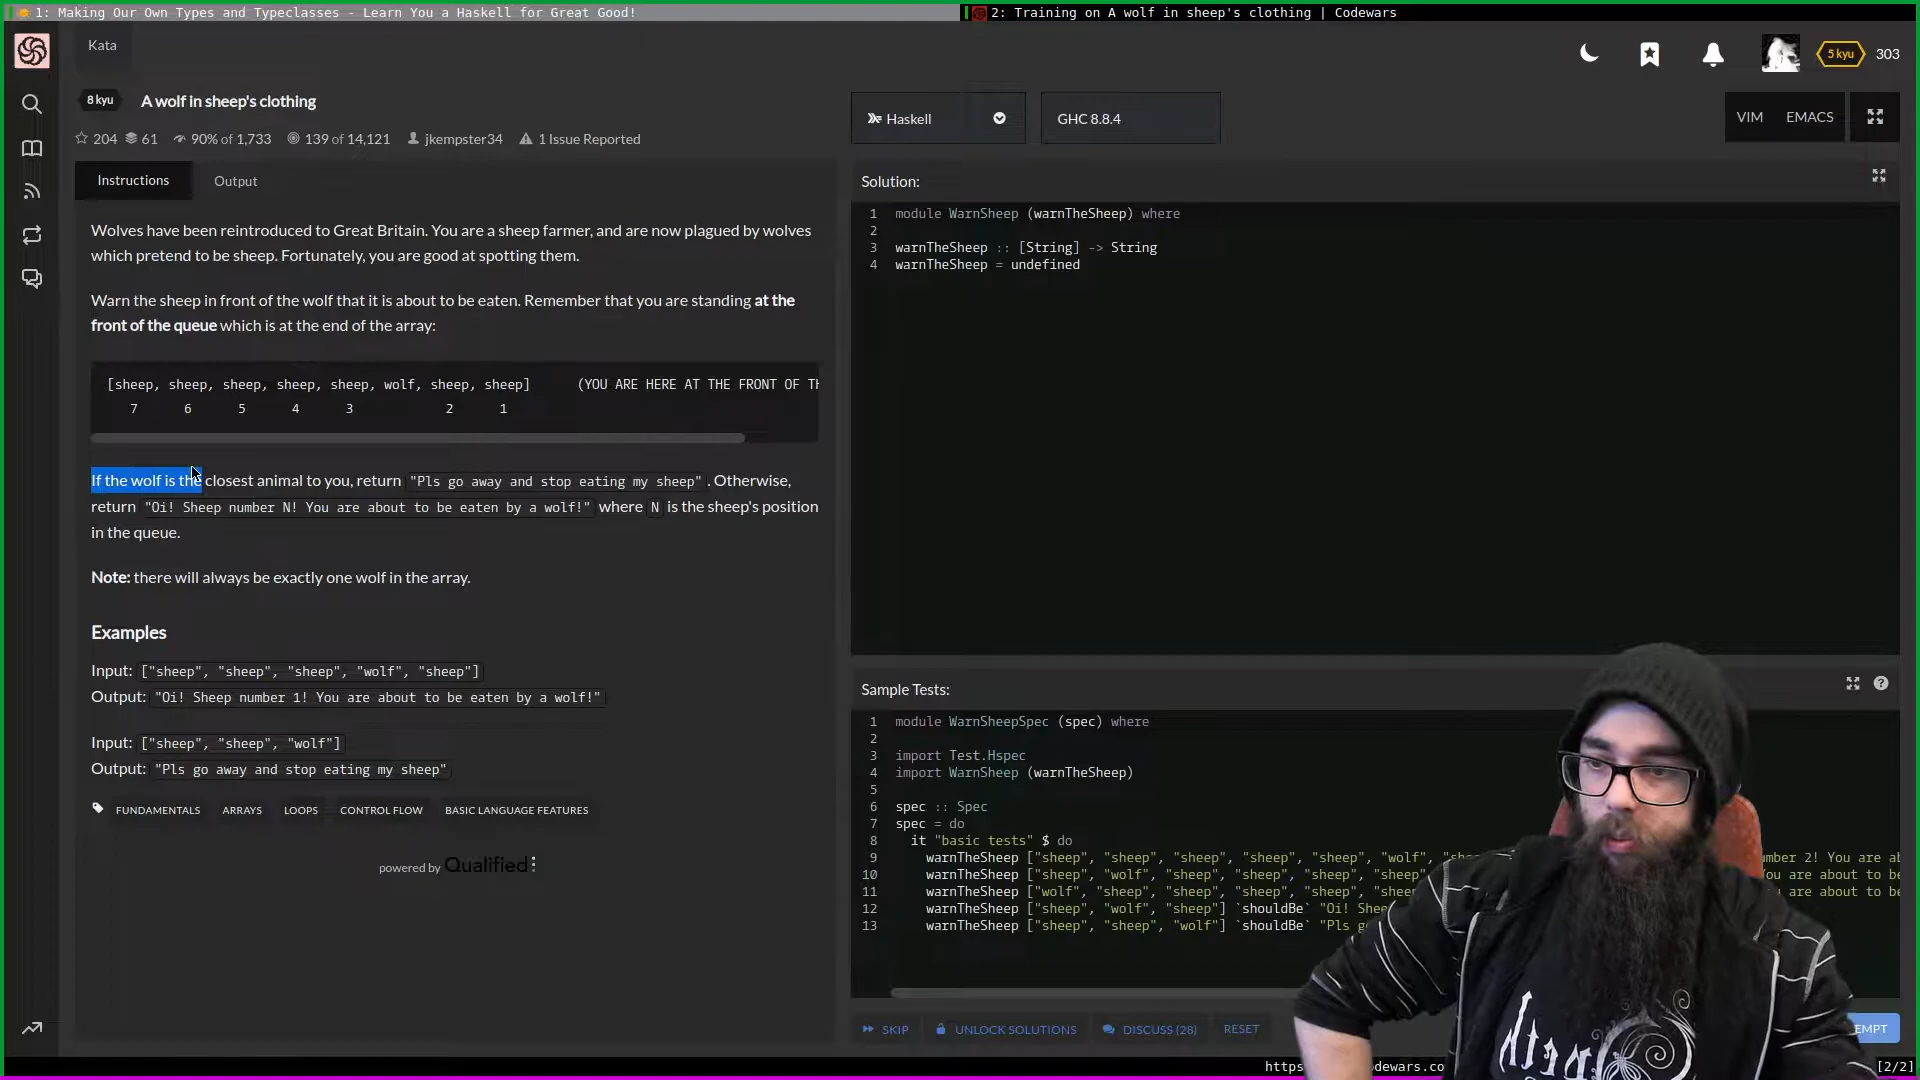 1: Making Our Own Types and Typeclasses - Learn You a Haskell for Great Good!
2: Training on A wolf in sheep's clothing | Codewars
Kata
5 kyu 303
8 kyu A wolf in sheep's clothing
204 61 90% of 1,733 139 of 14,121 jkempster34 1 Issue Reported
Haskell GHC 8.8.4 VIM EMACS
Instructions Output
Wolves have been reintroduced to Great Britain. You are a sheep farmer, and are now plagued by wolves
which pretend to be sheep. Fortunately, you are good at spotting them.
Warn the sheep in front of the wolf that it is about to be eaten. Remember that you are standing at the
front of the queue which is at the end of the array:
[sheep, sheep, sheep, sheep, sheep, wolf, sheep, sheep] (YOU ARE HERE AT THE FRONT OF
7 6 5 4 3 2 1
If the wolf is the closest animal to you, return "Pls go away and stop eating my sheep". Otherwise,
return "Oi! Sheep number N! You are about to be eaten by a wolf!" where N is the sheep's position
in the queue.
Note: there will always be exactly one wolf in the array.
Examples
Input: ["sheep", "sheep", "sheep", "wolf", "sheep"]
Output: "Oi! Sheep number 1! You are about to be eaten by a wolf!"
Input: ["sheep", "sheep", "wolf"]
Output: "Pls go away and stop eating my sheep"
FUNDAMENTALS ARRAYS LOOPS CONTROL FLOW BASIC LANGUAGE FEATURES
powered by Qualified
Solution:
1 module WarnSheep (warnTheSheep) where
2
3 warnTheSheep :: [String] -> String
4 warnTheSheep = undefined
Sample Tests:
1 module WarnSheepSpec (spec) where
2
3 import Test.Hspec
4 import WarnSheep (warnTheSheep)
5
6 spec :: Spec
7 spec = do
8 it "basic tests" $ do
9 warnTheSheep ["sheep", "sheep", "sheep", "sheep", "sheep", "wolf", 2! You are
10 warnTheSheep ["sheep", "wolf", "sheep", "sheep", "sheep", "sheep", are about to
11 warnTheSheep ["wolf", "sheep", "sheep", "sheep", "sheep", are about to
12 warnTheSheep ["sheep", "wolf", "sheep"] `shouldBe` "Oi!
13 warnTheSheep ["sheep", "sheep", "wolf"] `shouldBe` "Pls
SKIP UNLOCK SOLUTIONS DISCUSS (28) RESET
[2/2]